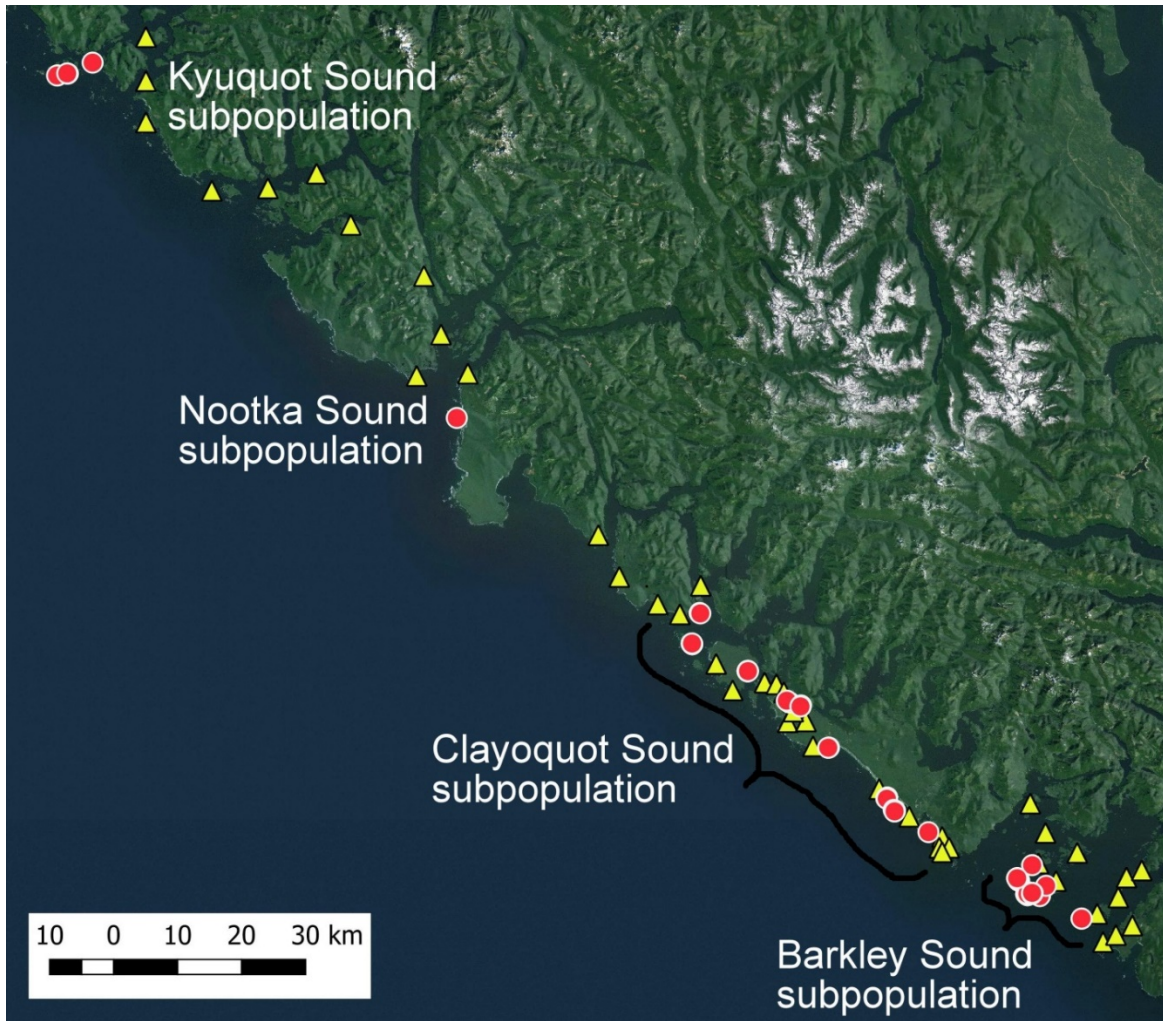 Kyuquot Sound
subpopulation
Nootka Sound
subpopulation
Clayoquot Sound
subpopulation
Barkley Sound
subpopulation
10 0 10 20 30 km